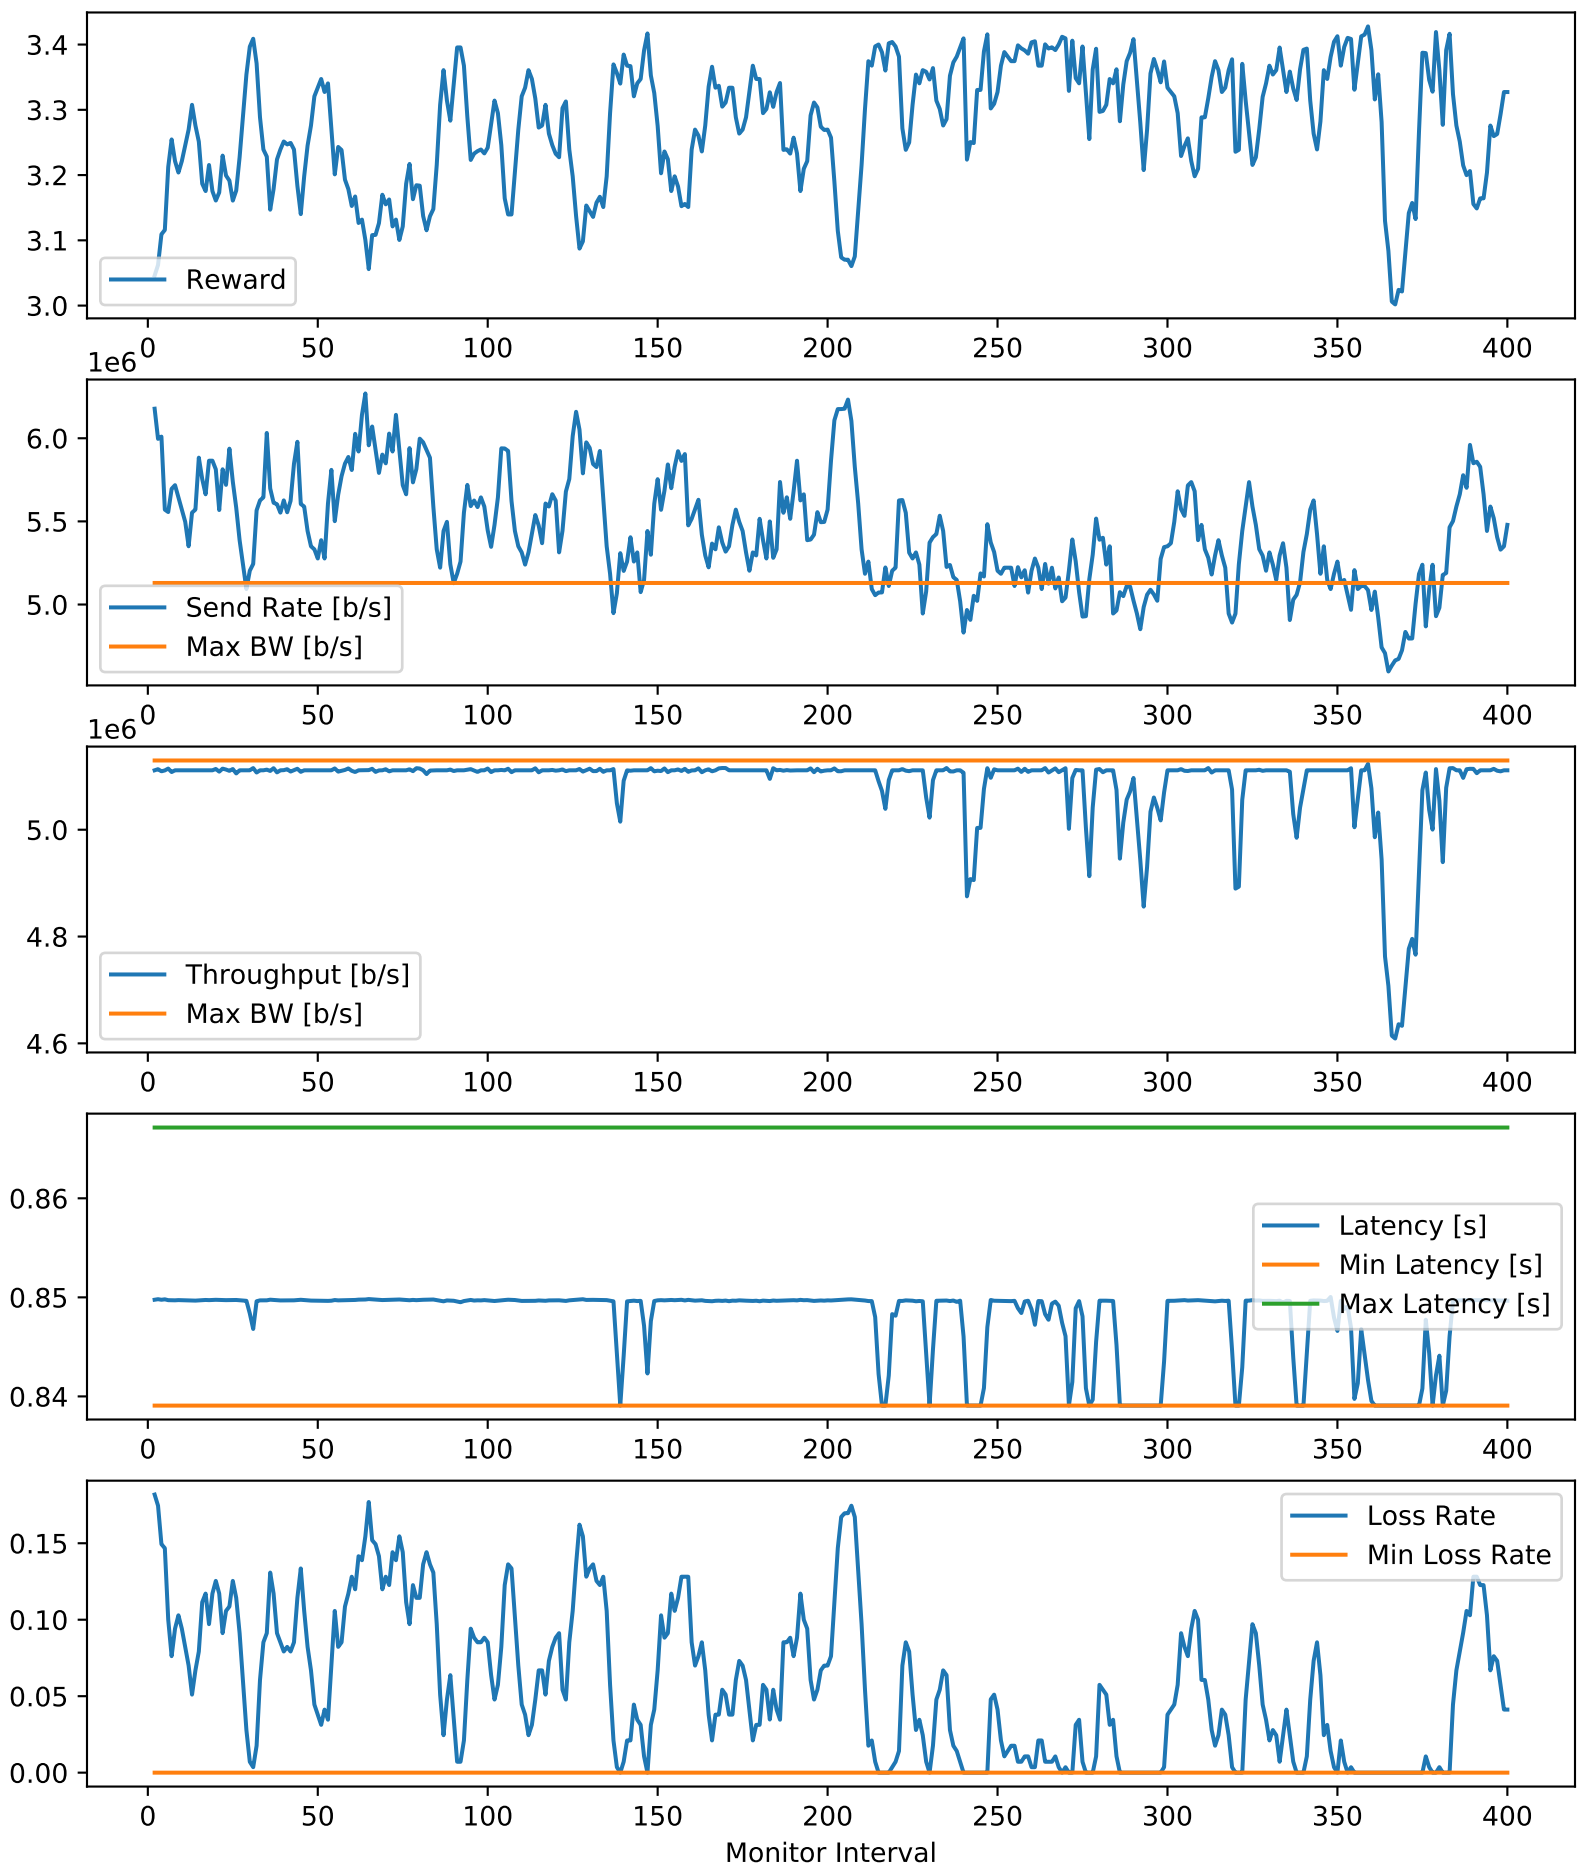 3.4
3.3
3.2
3.1
3.0
Reward
0 50 100 150 200 250 300 350 400
1e6
6.0
5.5
5.0
Send Rate [b/s]
Max BW [b/s]
0 50 100 150 200 250 300 350 400
1e6
5.0
4.8
4.6
Throughput [b/s]
Max BW [b/s]
0 50 100 150 200 250 300 350 400
0.86
0.85
0.84
Latency [s]
Min Latency [s]
Max Latency [s]
0 50 100 150 200 250 300 350 400
0.15
0.10
0.05
0.00
Loss Rate
Min Loss Rate
0 50 100 150 200 250 300 350 400
Monitor Interval